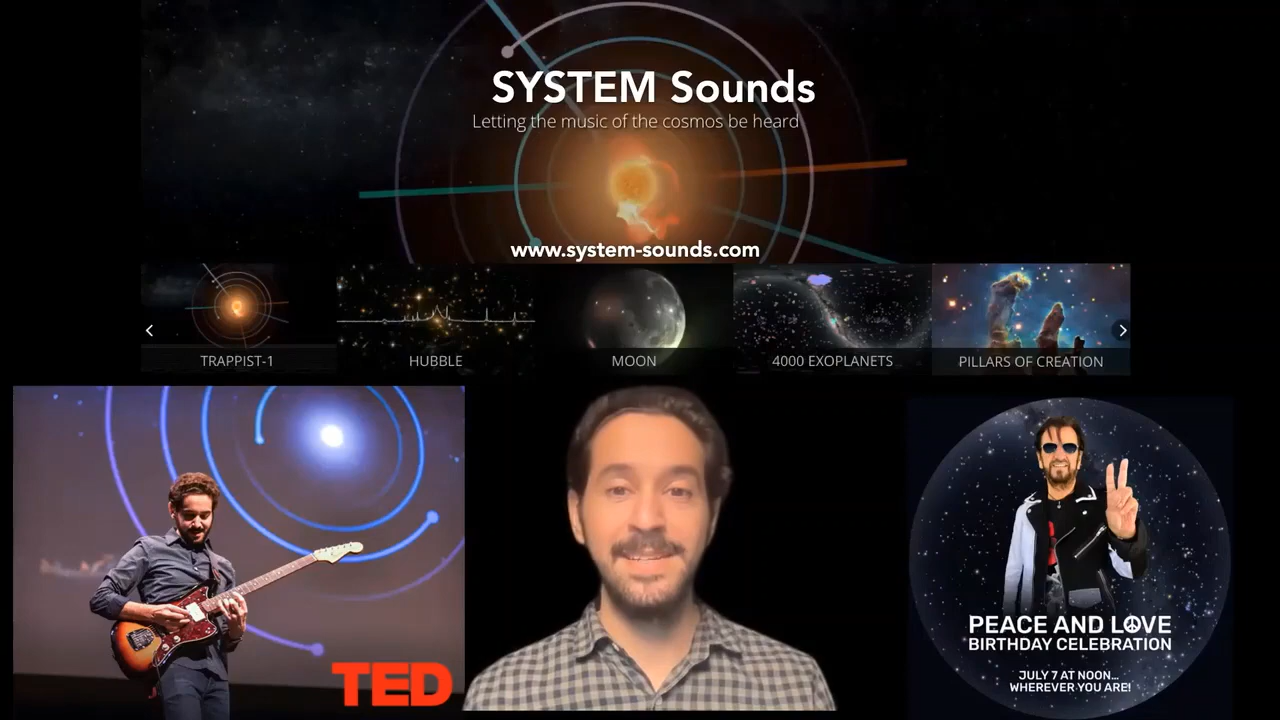 SYSTEM Sounds
Letting the music of the cosmos be heard
www.system-sounds.com
TRAPPIST-1
HUBBLE
MOON
4000 EXOPLANETS
PILLARS OF CREATION
TED
PEACE AND LOVE
BIRTHDAY CELEBRATION
JULY 7 AT NOON...
WHEREVER YOU ARE!